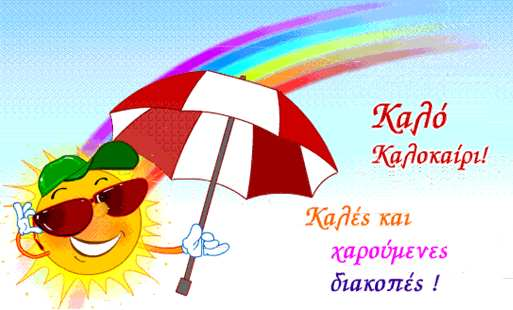 Καλό
Καλοκαίρι!
Καλές και
χαρούμενες
διακοπές !